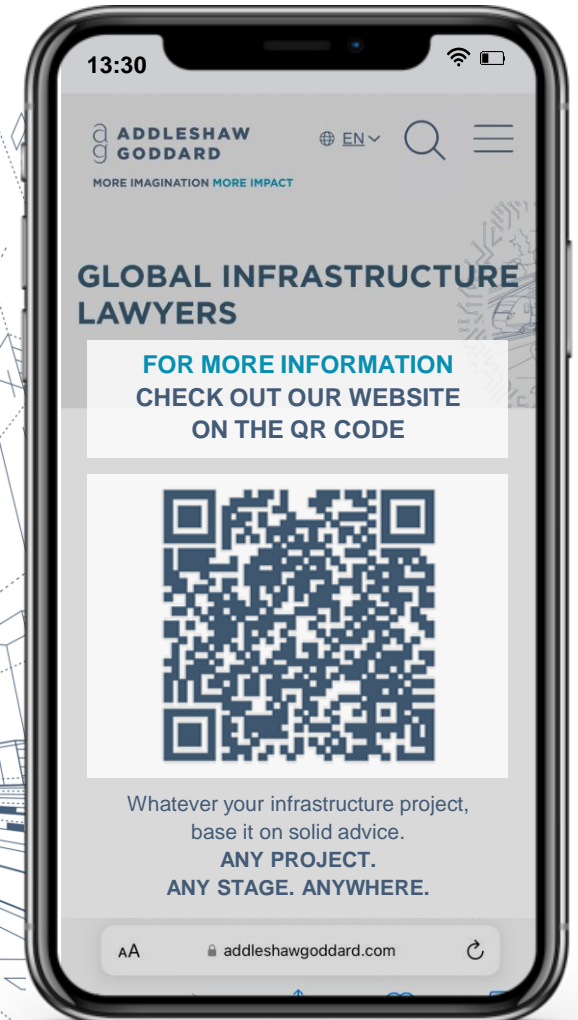 13:30
ADDLESHAW
GODDARD
EN
MORE IMAGINATION MORE IMPACT
GLOBAL INFRASTRUCTURE
LAWYERS
FOR MORE INFORMATION
CHECK OUT OUR WEBSITE
ON THE QR CODE
Whatever your infrastructure project,
base it on solid advice.
ANY PROJECT.
ANY STAGE. ANYWHERE.
AA addleshawgoddard.com